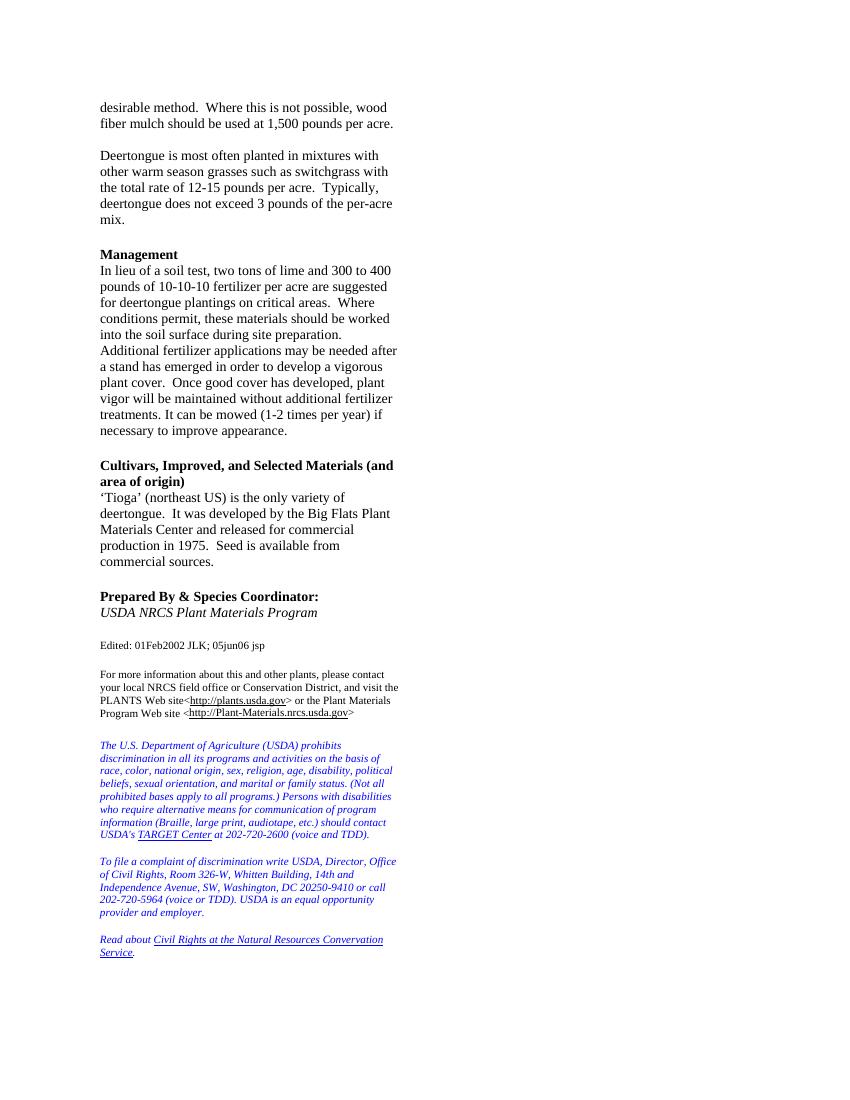 desirable method.  Where this is not possible, wood
fiber mulch should be used at 1,500 pounds per acre.
Deertongue is most often planted in mixtures with
other warm season grasses such as switchgrass with
the total rate of 12-15 pounds per acre.  Typically,
deertongue does not exceed 3 pounds of the per-acre
mix.
Management
In lieu of a soil test, two tons of lime and 300 to 400
pounds of 10-10-10 fertilizer per acre are suggested
for deertongue plantings on critical areas.  Where
conditions permit, these materials should be worked
into the soil surface during site preparation.
Additional fertilizer applications may be needed after
a stand has emerged in order to develop a vigorous
plant cover.  Once good cover has developed, plant
vigor will be maintained without additional fertilizer
treatments. It can be mowed (1-2 times per year) if
necessary to improve appearance.
Cultivars, Improved, and Selected Materials (and
area of origin)
‘Tioga’ (northeast US) is the only variety of
deertongue.  It was developed by the Big Flats Plant
Materials Center and released for commercial
production in 1975.  Seed is available from
commercial sources.
Prepared By & Species Coordinator:
USDA NRCS Plant Materials Program
Edited: 01Feb2002 JLK; 05jun06 jsp
For more information about this and other plants, please contact
your local NRCS field office or Conservation District, and visit the
PLANTS Web site<http://plants.usda.gov> or the Plant Materials
Program Web site <http://Plant-Materials.nrcs.usda.gov>
The U.S. Department of Agriculture (USDA) prohibits
discrimination in all its programs and activities on the basis of
race, color, national origin, sex, religion, age, disability, political
beliefs, sexual orientation, and marital or family status. (Not all
prohibited bases apply to all programs.) Persons with disabilities
who require alternative means for communication of program
information (Braille, large print, audiotape, etc.) should contact
USDA's TARGET Center at 202-720-2600 (voice and TDD).
To file a complaint of discrimination write USDA, Director, Office
of Civil Rights, Room 326-W, Whitten Building, 14th and
Independence Avenue, SW, Washington, DC 20250-9410 or call
202-720-5964 (voice or TDD). USDA is an equal opportunity
provider and employer.
Read about Civil Rights at the Natural Resources Convervation
Service.